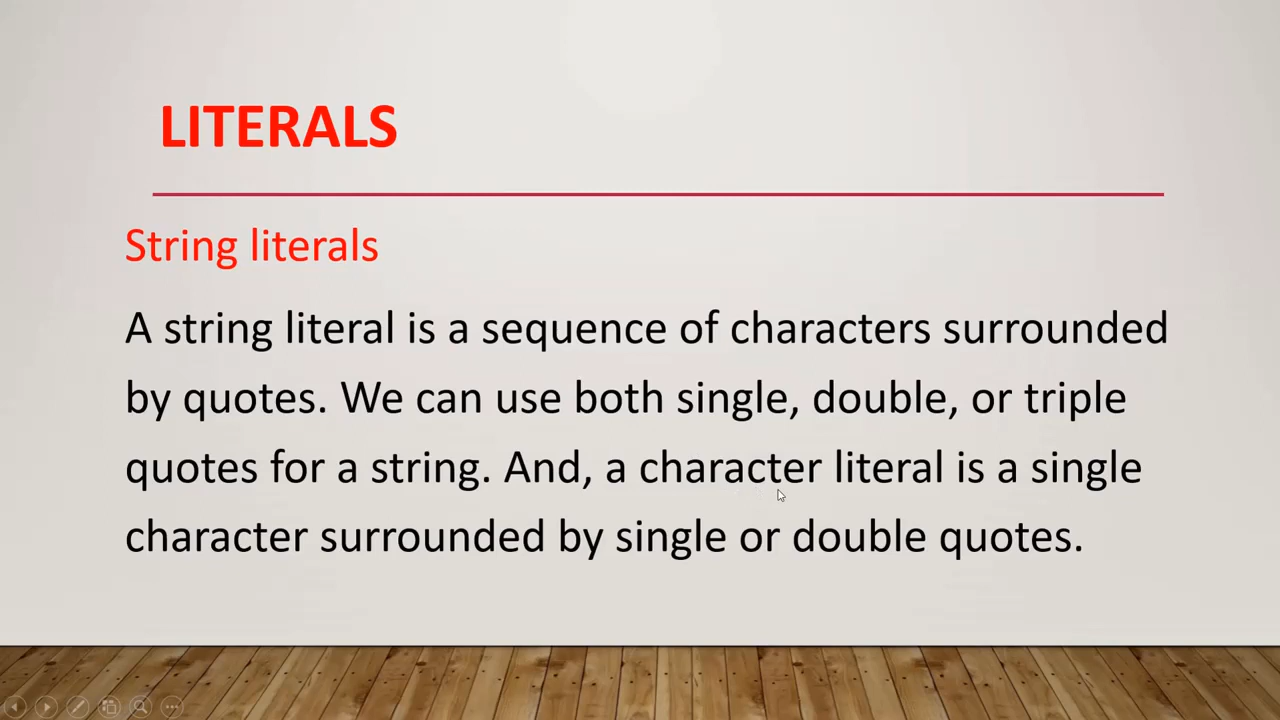 LITERALS
String literals
A string literal is a sequence of characters surrounded
by quotes. We can use both single, double, or triple
quotes for a string. And, a character literal is a single
character surrounded by single or double quotes.